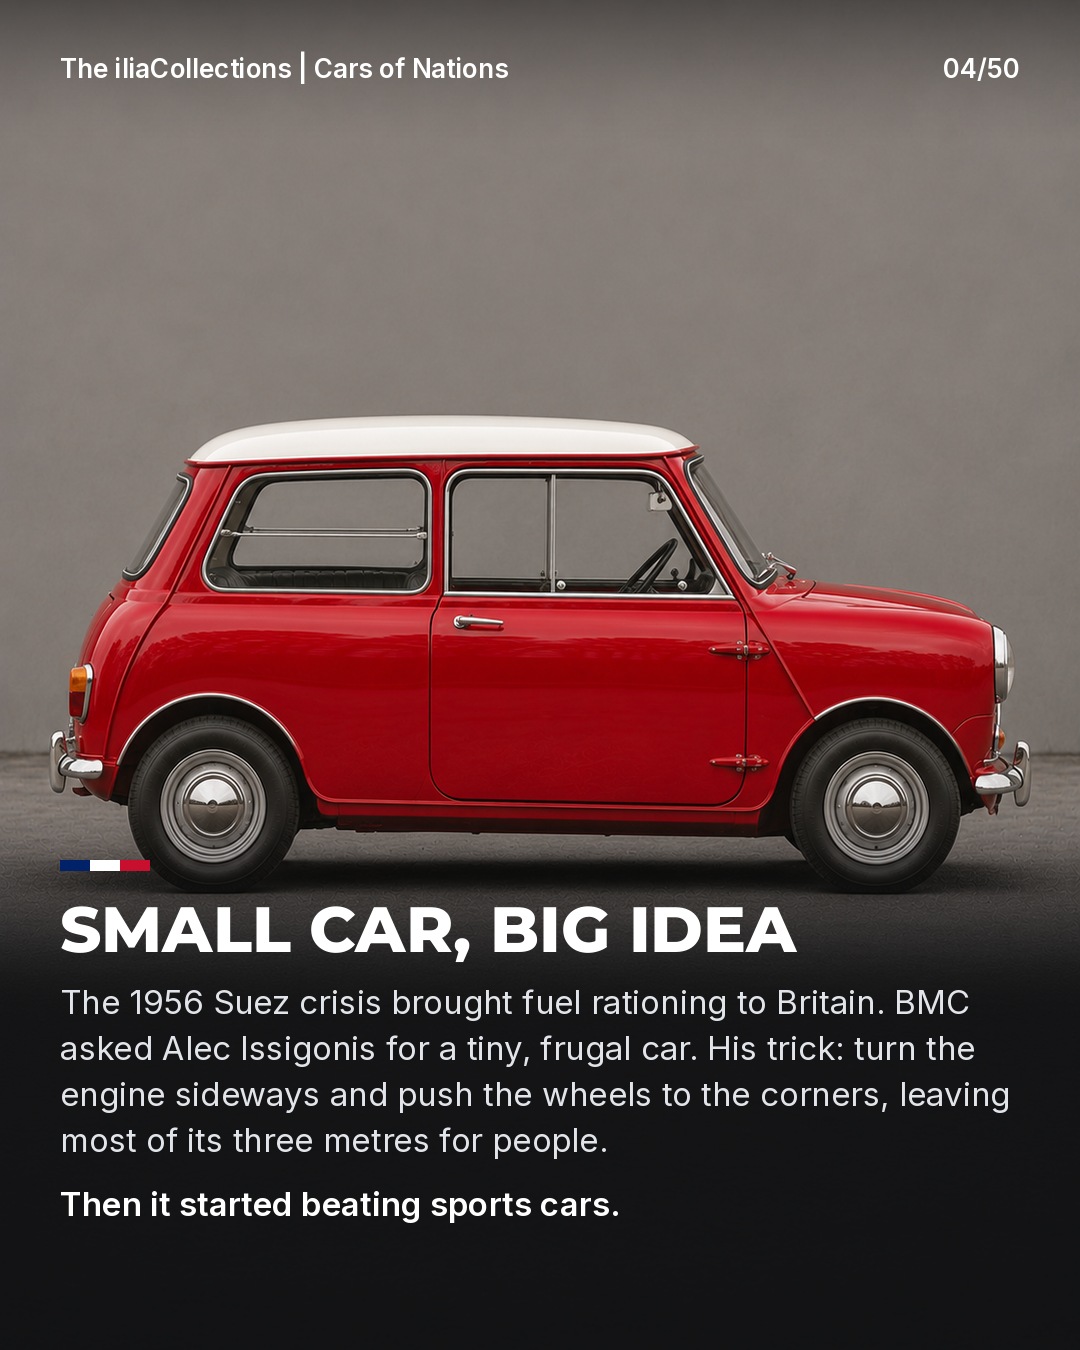 The iliaCollections | Cars of Nations
04/50
SMALL CAR, BIG IDEA
The 1956 Suez crisis brought fuel rationing to Britain. BMC
asked Alec Issigonis for a tiny, frugal car. His trick: turn the
engine sideways and push the wheels to the corners, leaving
most of its three metres for people.
Then it started beating sports cars.